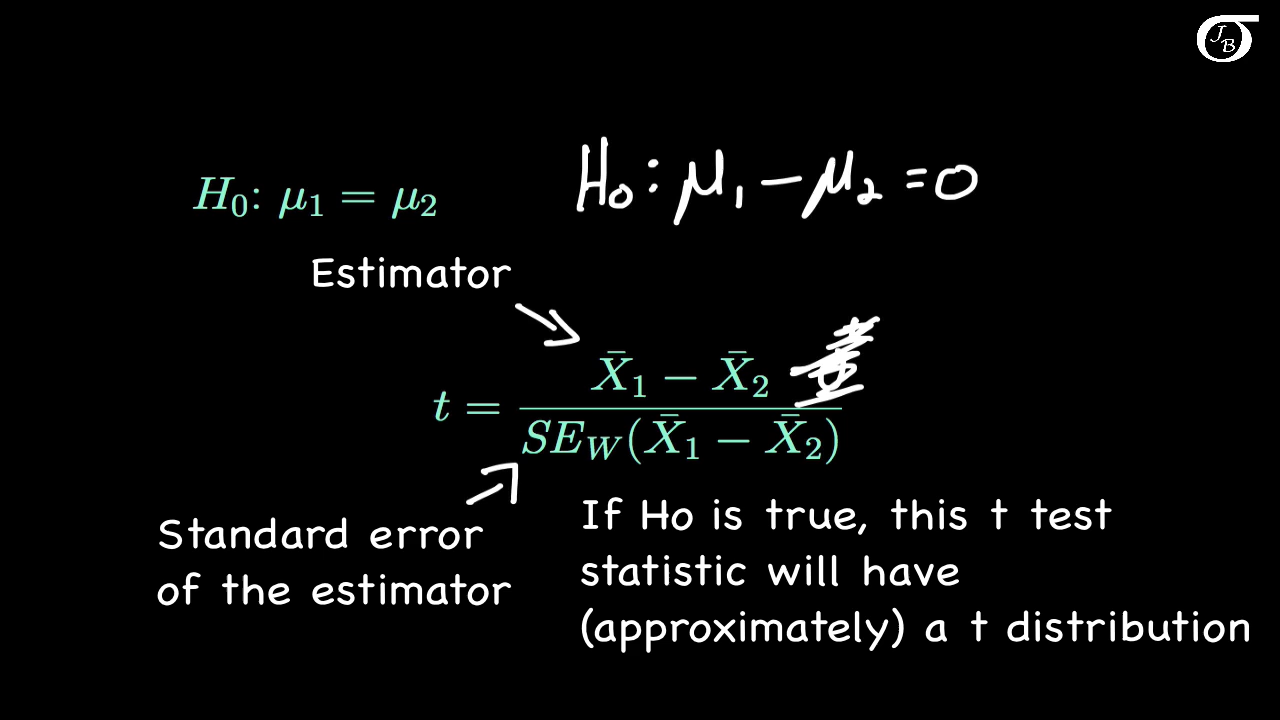 J B
H₀: μ₁ = μ₂
H₀: μ₁ − μ₂ = 0
Estimator
t = (X̄₁ − X̄₂) / SE_W(X̄₁ − X̄₂)
Standard error
of the estimator
If Ho is true, this t test
statistic will have
(approximately) a t distribution